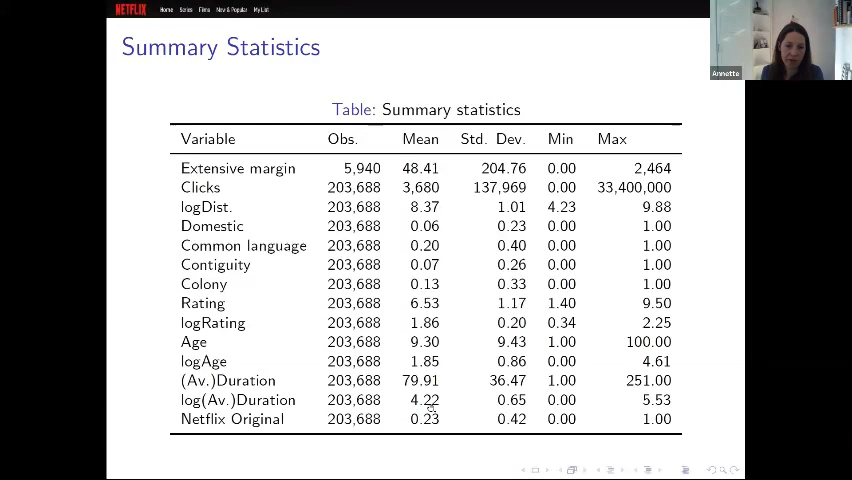 NETFLIX Home Series Films New & Popular My List
Summary Statistics
Annette
Table: Summary statistics
Variable Obs. Mean Std. Dev. Min Max
Extensive margin 5,940 48.41 204.76 0.00 2,464
Clicks 203,688 3,680 137,969 0.00 33,400,000
logDist. 203,688 8.37 1.01 4.23 9.88
Domestic 203,688 0.06 0.23 0.00 1.00
Common language 203,688 0.20 0.40 0.00 1.00
Contiguity 203,688 0.07 0.26 0.00 1.00
Colony 203,688 0.13 0.33 0.00 1.00
Rating 203,688 6.53 1.17 1.40 9.50
logRating 203,688 1.86 0.20 0.34 2.25
Age 203,688 9.30 9.43 1.00 100.00
logAge 203,688 1.85 0.86 0.00 4.61
(Av.)Duration 203,688 79.91 36.47 1.00 251.00
log(Av.)Duration 203,688 4.22 0.65 0.00 5.53
Netflix Original 203,688 0.23 0.42 0.00 1.00